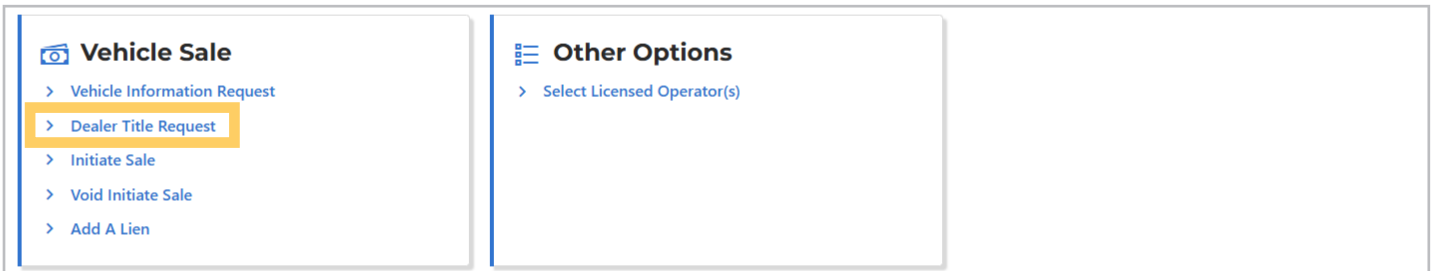 Vehicle Sale
Vehicle Information Request
Dealer Title Request
Initiate Sale
Void Initiate Sale
Add A Lien
Other Options
Select Licensed Operator(s)